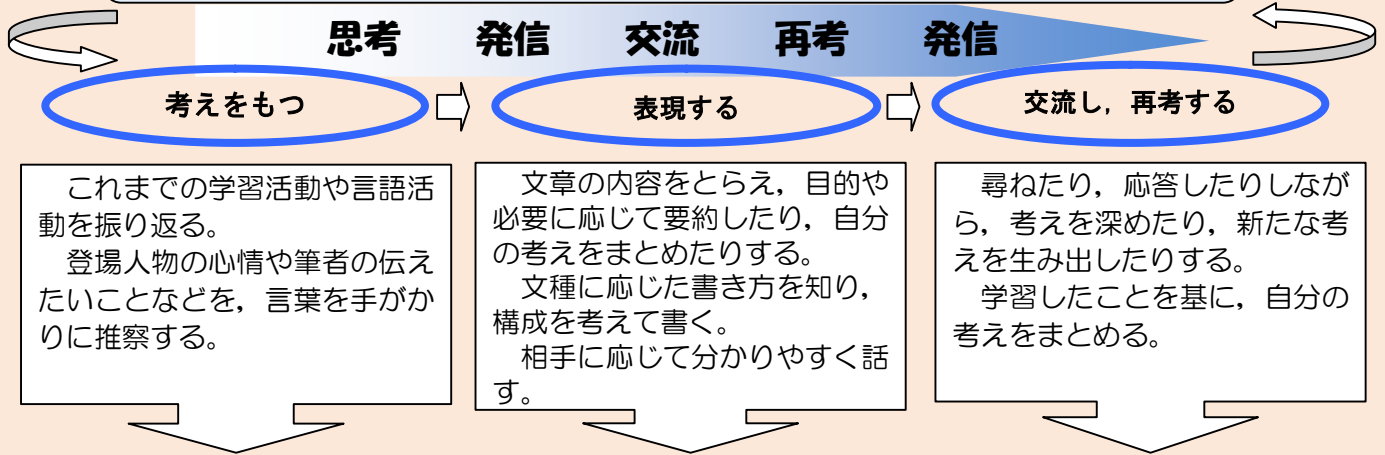 思考 発信 交流 再考 発信
考えをもつ
表現する
交流し，再考する
これまでの学習活動や言語活
動を振り返る。
登場人物の心情や筆者の伝え
たいことなどを，言葉を手がか
りに推察する。
文章の内容をとらえ，目的や
必要に応じて要約したり，自分
の考えをまとめたりする。
文種に応じた書き方を知り，
構成を考えて書く。
相手に応じて分かりやすく話
す。
尋ねたり，応答したりしなが
ら，考えを深めたり，新たな考
えを生み出したりする。
学習したことを基に，自分の
考えをまとめる。